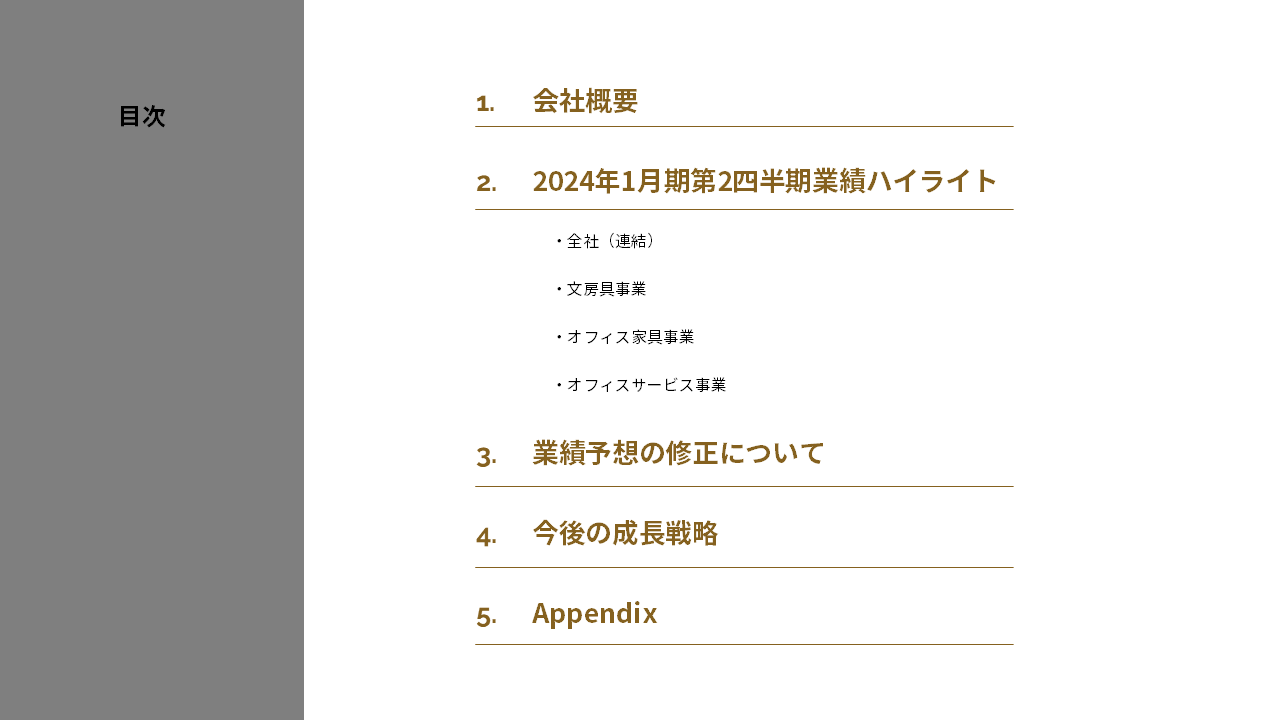 目次
1. 会社概要
2. 2024年1月期第2四半期業績ハイライト
・全社（連結）
・文房具事業
・オフィス家具事業
・オフィスサービス事業
3. 業績予想の修正について
4. 今後の成長戦略
5. Appendix